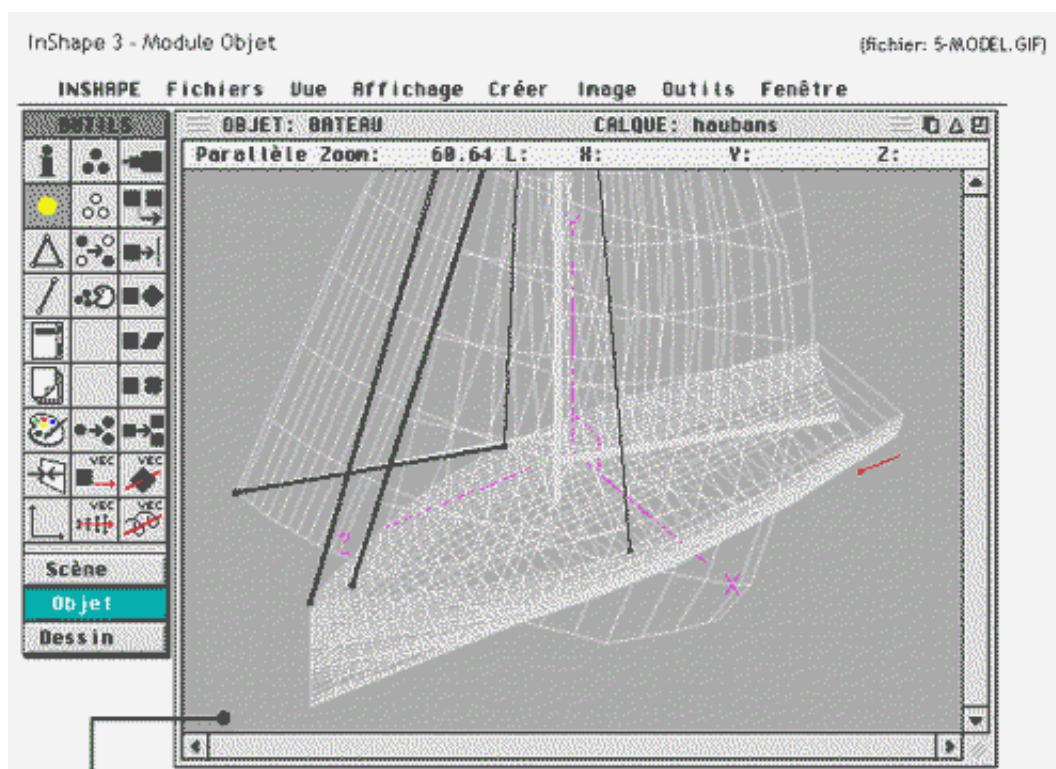 InShape 3 - Module Objet
(fichier: 5-MODEL.GIF)
INSHAPE Fichiers Vue Affichage Créer Image Outils Fenêtre
OUTILS
OBJET: BATEAU CALQUE: haubans
Parallèle Zoom: 60.64 L: X: Y: Z:
Y
Z
X
VEC VEC
VEC VEC
Scène
Objet
Dessin